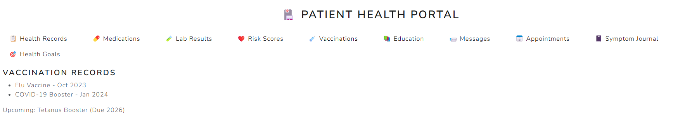 PATIENT HEALTH PORTAL
Health Records Medications Lab Results Risk Scores Vaccinations Education Messages Appointments Symptom Journal
Health Goals
VACCINATION RECORDS
Flu Vaccine - Oct 2023
COVID-19 Booster - Jan 2024
Upcoming: Tetanus Booster (Due 2026)